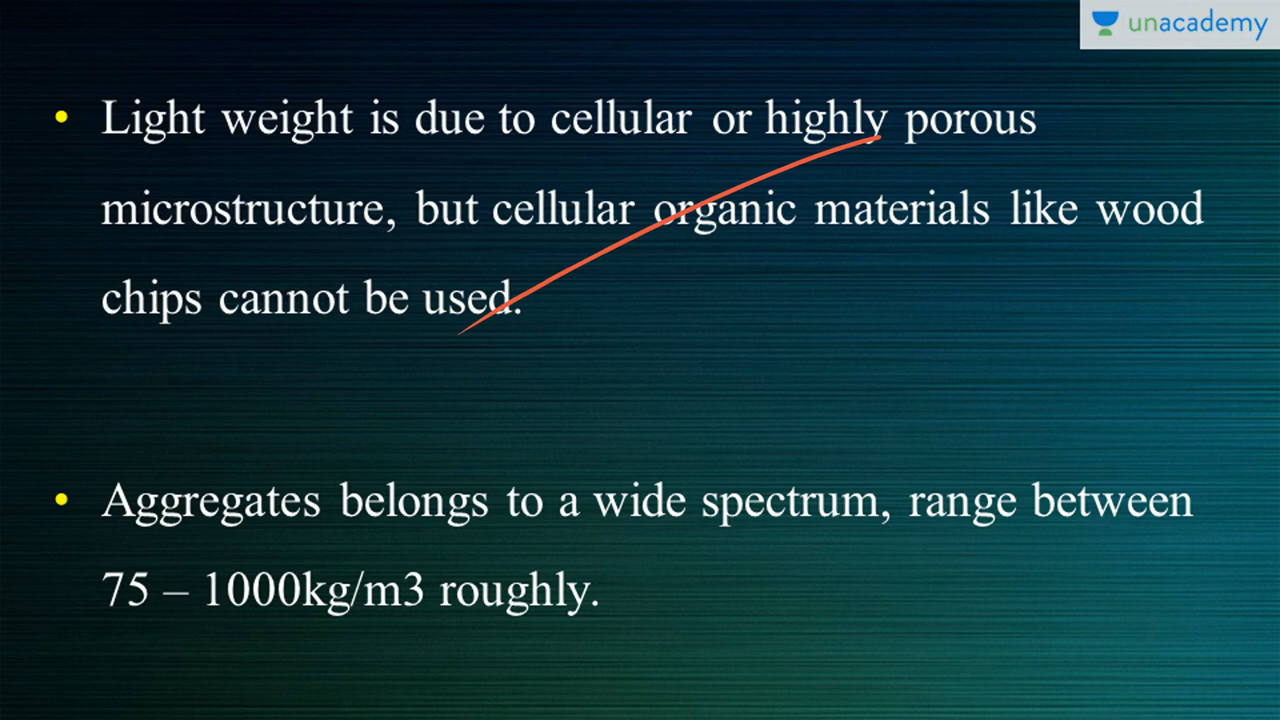 unacademy
• Light weight is due to cellular or highly porous
microstructure, but cellular organic materials like wood
chips cannot be used.
• Aggregates belongs to a wide spectrum, range between
75 – 1000kg/m3 roughly.